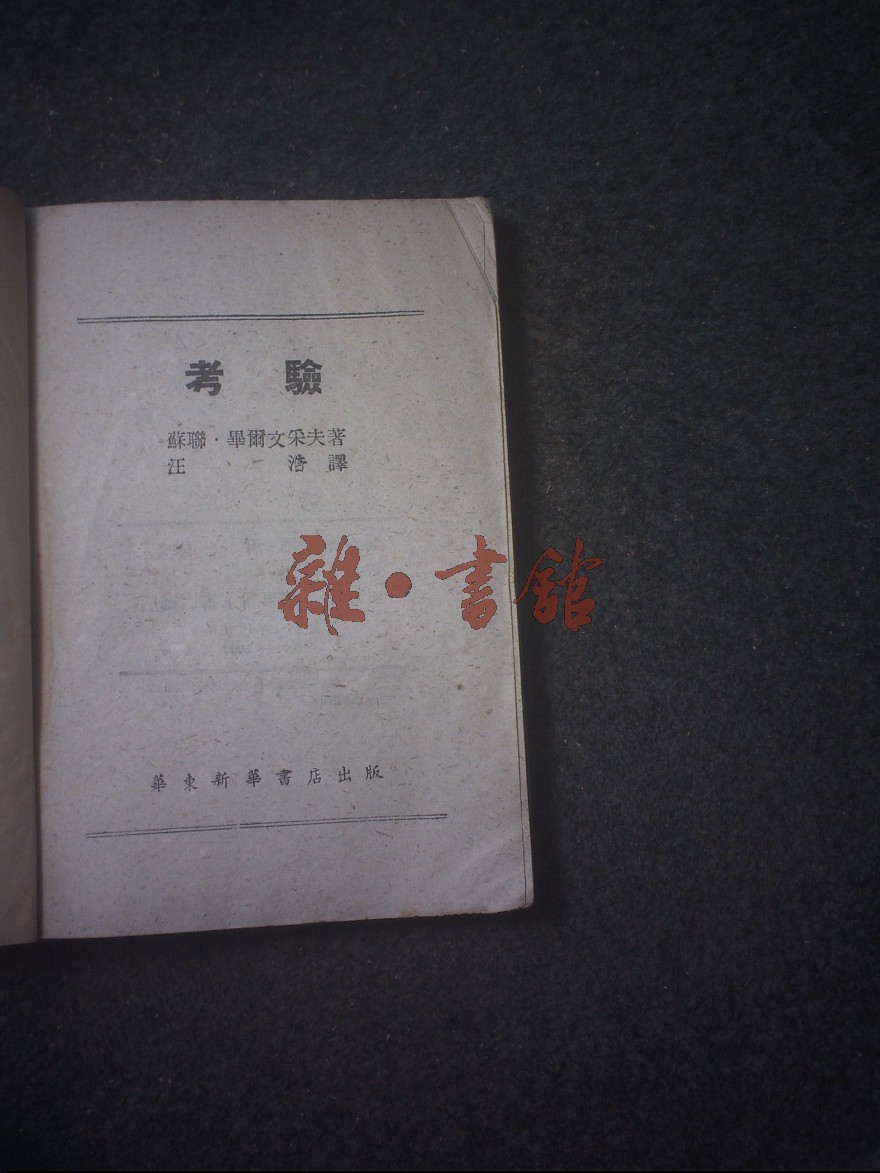 考驗
蘇聯·畢爾文采夫著
汪浩譯
雜·書館
華東新華書店出版